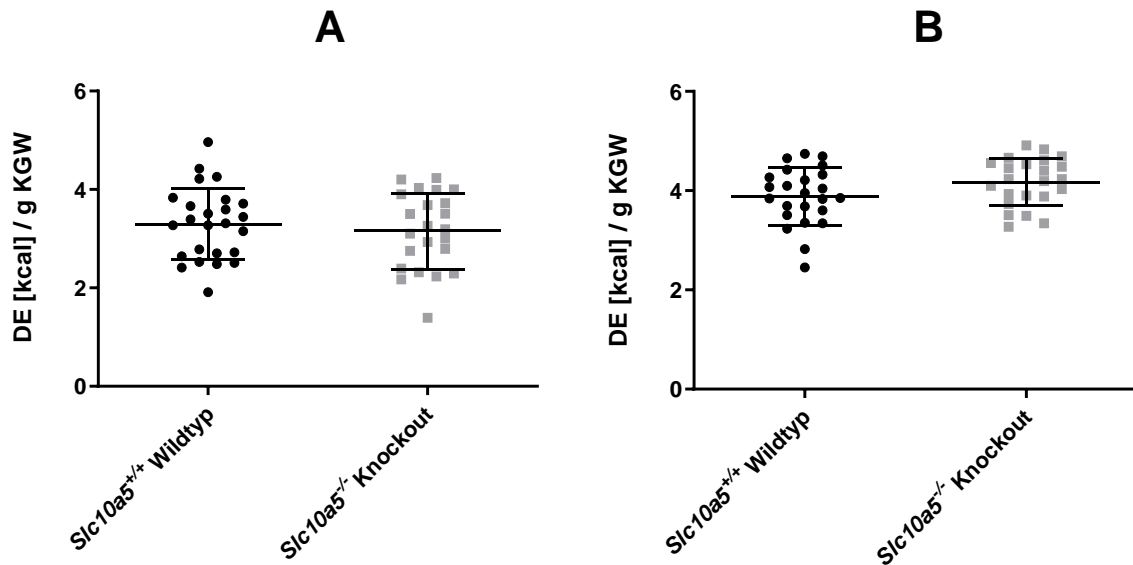 A
DE [kcal] / g KGW
6
4
2
0
Slc10a5+/+ Wildtyp
Slc10a5-/- Knockout
B
DE [kcal] / g KGW
6
4
2
0
Slc10a5+/+ Wildtyp
Slc10a5-/- Knockout